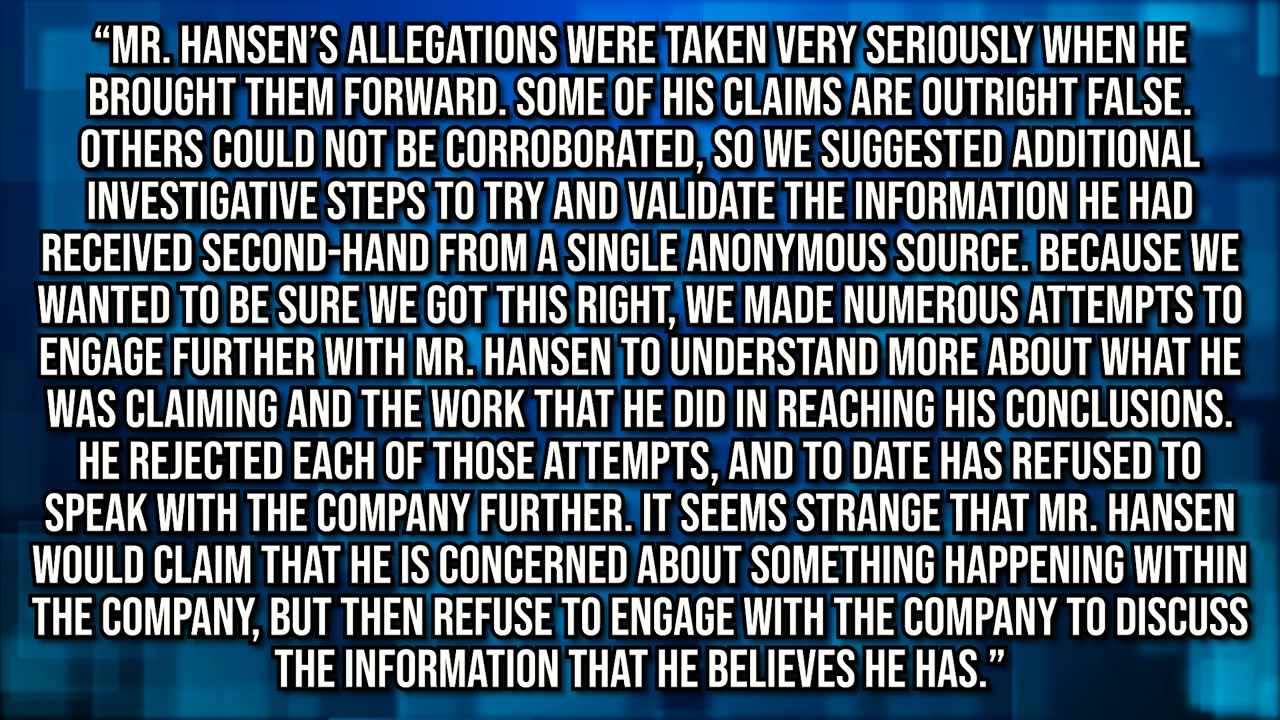 “MR. HANSEN’S ALLEGATIONS WERE TAKEN VERY SERIOUSLY WHEN HE
BROUGHT THEM FORWARD. SOME OF HIS CLAIMS ARE OUTRIGHT FALSE.
OTHERS COULD NOT BE CORROBORATED, SO WE SUGGESTED ADDITIONAL
INVESTIGATIVE STEPS TO TRY AND VALIDATE THE INFORMATION HE HAD
RECEIVED SECOND-HAND FROM A SINGLE ANONYMOUS SOURCE. BECAUSE WE
WANTED TO BE SURE WE GOT THIS RIGHT, WE MADE NUMEROUS ATTEMPTS TO
ENGAGE FURTHER WITH MR. HANSEN TO UNDERSTAND MORE ABOUT WHAT HE
WAS CLAIMING AND THE WORK THAT HE DID IN REACHING HIS CONCLUSIONS.
HE REJECTED EACH OF THOSE ATTEMPTS, AND TO DATE HAS REFUSED TO
SPEAK WITH THE COMPANY FURTHER. IT SEEMS STRANGE THAT MR. HANSEN
WOULD CLAIM THAT HE IS CONCERNED ABOUT SOMETHING HAPPENING WITHIN
THE COMPANY, BUT THEN REFUSE TO ENGAGE WITH THE COMPANY TO DISCUSS
THE INFORMATION THAT HE BELIEVES HE HAS.”